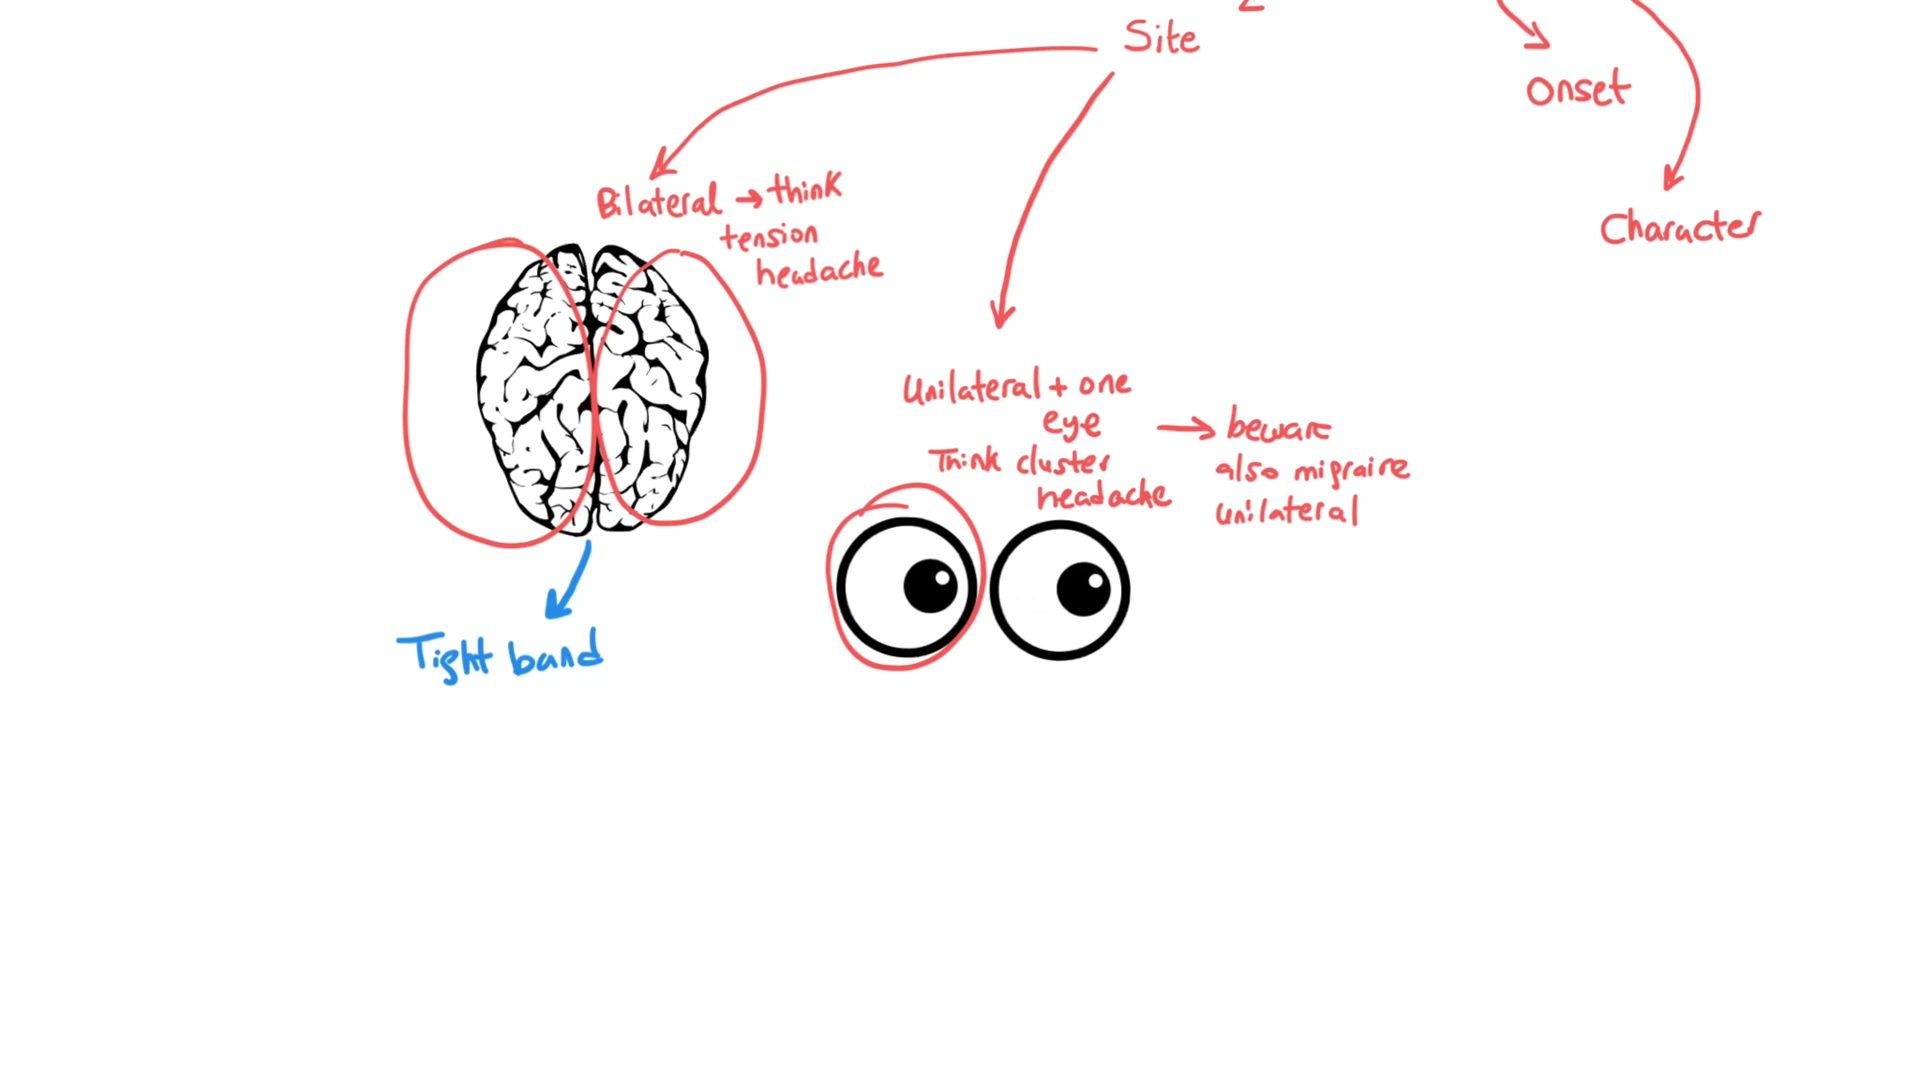 Site
Onset
Character
Bilateral → think
tension
headache
Unilateral + one
eye
Think cluster
headache
→ beware
also migraine
unilateral
Tight band